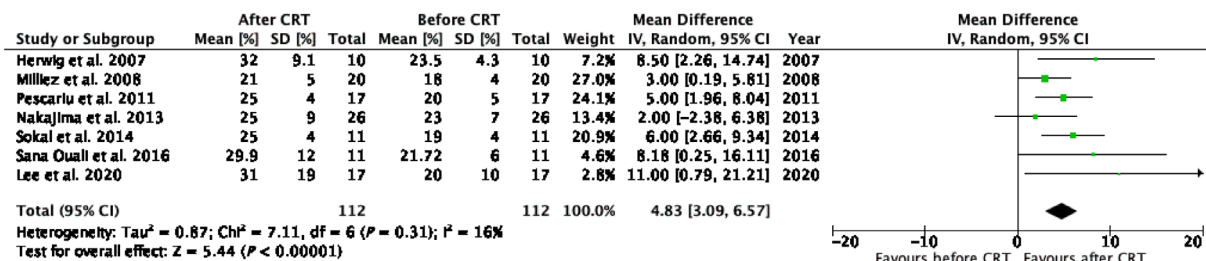 After CRT Before CRT Mean Difference Mean Difference
Study or Subgroup Mean [%] SD [%] Total Mean [%] SD [%] Total Weight IV, Random, 95% CI Year IV, Random, 95% CI
Herwig et al. 2007 32 9.1 10 23.5 4.3 10 7.2% 8.50 [2.26, 14.74] 2007
Milliez et al. 2008 21 5 20 18 4 20 27.0% 3.00 [0.19, 5.81] 2008
Pescariu et al. 2011 25 4 17 20 5 17 24.1% 5.00 [1.96, 8.04] 2011
Nakajima et al. 2013 25 9 26 23 7 26 13.4% 2.00 [−2.38, 6.38] 2013
Sokal et al. 2014 25 4 11 19 4 11 20.9% 6.00 [2.66, 9.34] 2014
Sana Ouali et al. 2016 29.9 12 11 21.72 6 11 4.6% 8.18 [0.25, 16.11] 2016
Lee et al. 2020 31 19 17 20 10 17 2.8% 11.00 [0.79, 21.21] 2020
Total (95% CI) 112 112 100.0% 4.83 [3.09, 6.57]
Heterogeneity: Tau² = 0.87; Chi² = 7.11, df = 6 (P = 0.31); I² = 16%
Test for overall effect: Z = 5.44 (P < 0.00001)
−20 −10 0 10 20
Favours before CRT Favours after CRT